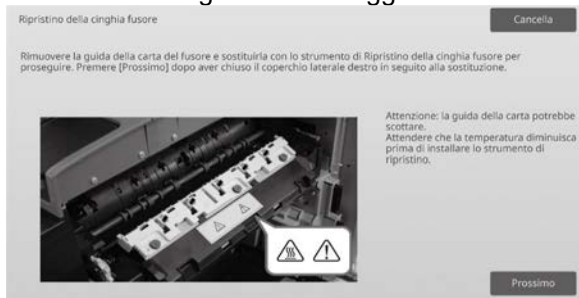 Ripristino della cinghia fusore
Cancella
Rimuovere la guida della carta del fusore e sostituirla con lo strumento di Ripristino della cinghia fusore per
proseguire. Premere [Prossimo] dopo aver chiuso il coperchio laterale destro in seguito alla sostituzione.
Attenzione: la guida della carta potrebbe
scottare.
Attendere che la temperatura diminuisca
prima di installare lo strumento di
ripristino.
Prossimo